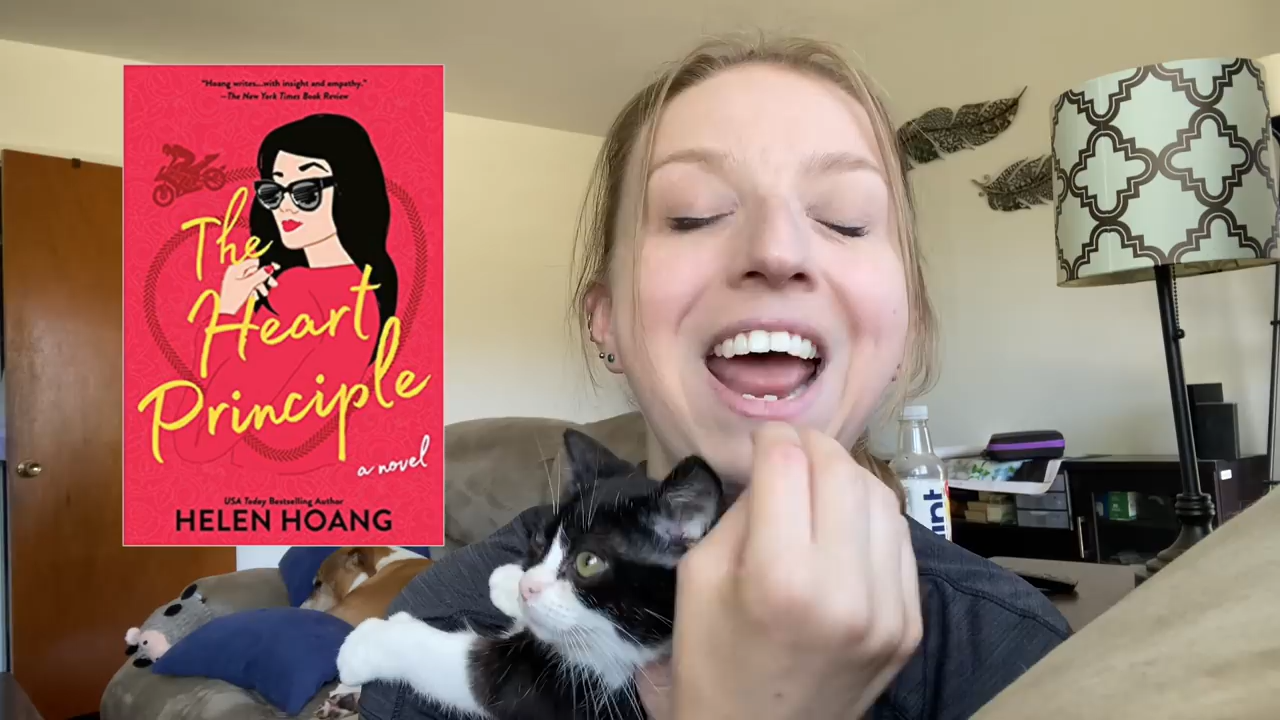 "Hoang writes...with insight and empathy."
—The New York Times Book Review
The
Heart
Principle
a novel
USA Today Bestselling Author
HELEN HOANG